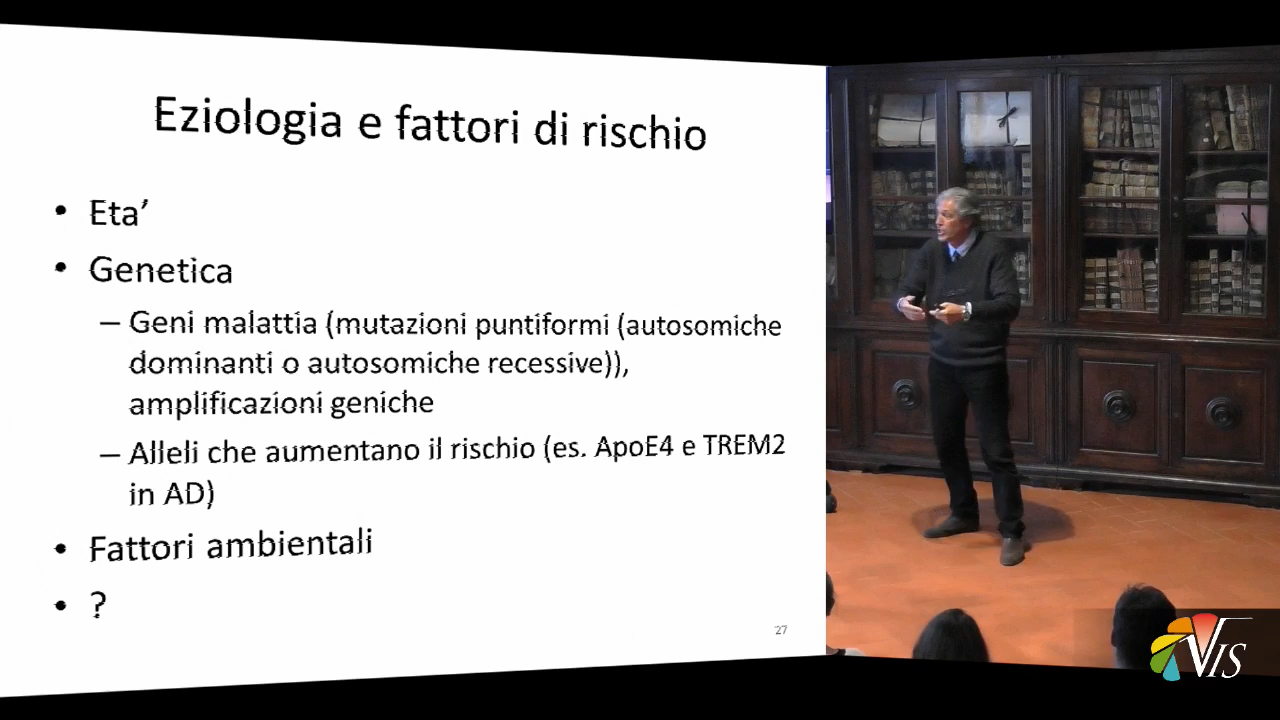 Eziologia e fattori di rischio
• Eta’
• Genetica
– Geni malattia (mutazioni puntiformi (autosomiche
dominanti o autosomiche recessive)),
amplificazioni geniche
– Alleli che aumentano il rischio (es. ApoE4 e TREM2
in AD)
• Fattori ambientali
• ?
27
VIS